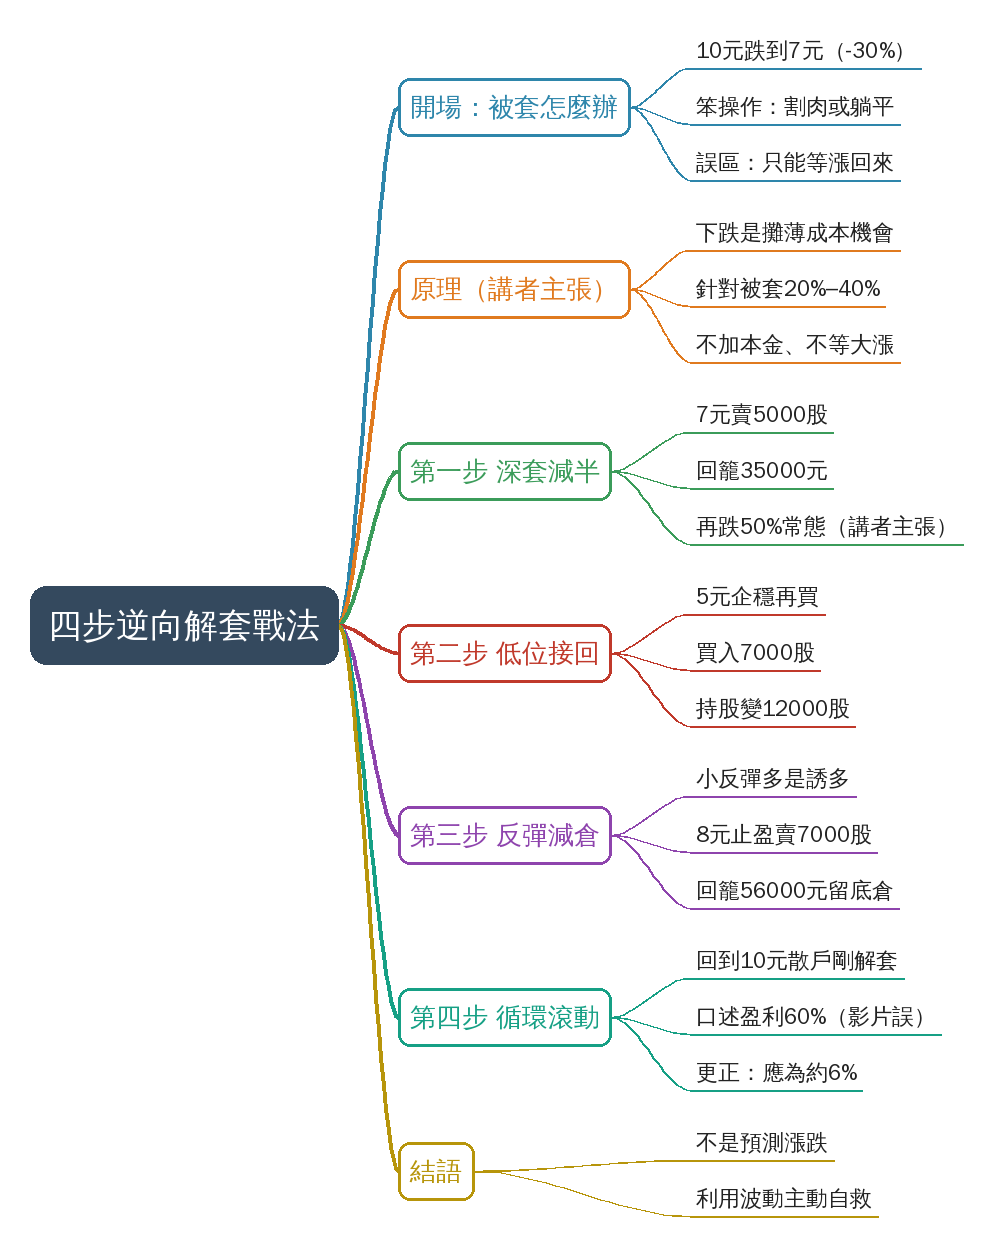 四步逆向解套戰法
開場：被套怎麼辦
10元跌到7元（-30%）
笨操作：割肉或躺平
誤區：只能等漲回來
原理（講者主張）
下跌是攤薄成本機會
針對被套20%–40%
不加本金、不等大漲
第一步 深套減半
7元賣5000股
回籠35000元
再跌50%常態（講者主張）
第二步 低位接回
5元企穩再買
買入7000股
持股變12000股
第三步 反彈減倉
小反彈多是誘多
8元止盈賣7000股
回籠56000元留底倉
第四步 循環滾動
回到10元散戶剛解套
口述盈利60%（影片誤）
更正：應為約6%
結語
不是預測漲跌
利用波動主動自救